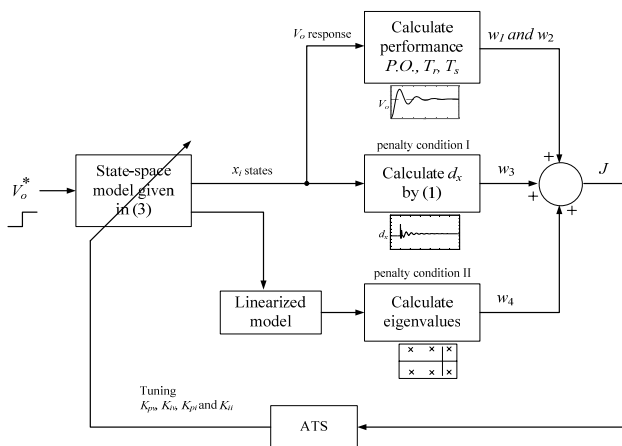 V_o response
Calculate
performance
P.O., T_r, T_s
w_1 and w_2
V_o
penalty condition I
V_o^*
State-space
model given
in (3)
x_i states
Calculate d_x
by (1)
w_3
+
+
+
J
d_x
penalty condition II
Linearized
model
Calculate
eigenvalues
w_4
Tuning
K_pv, K_iv, K_pi and K_ii
ATS